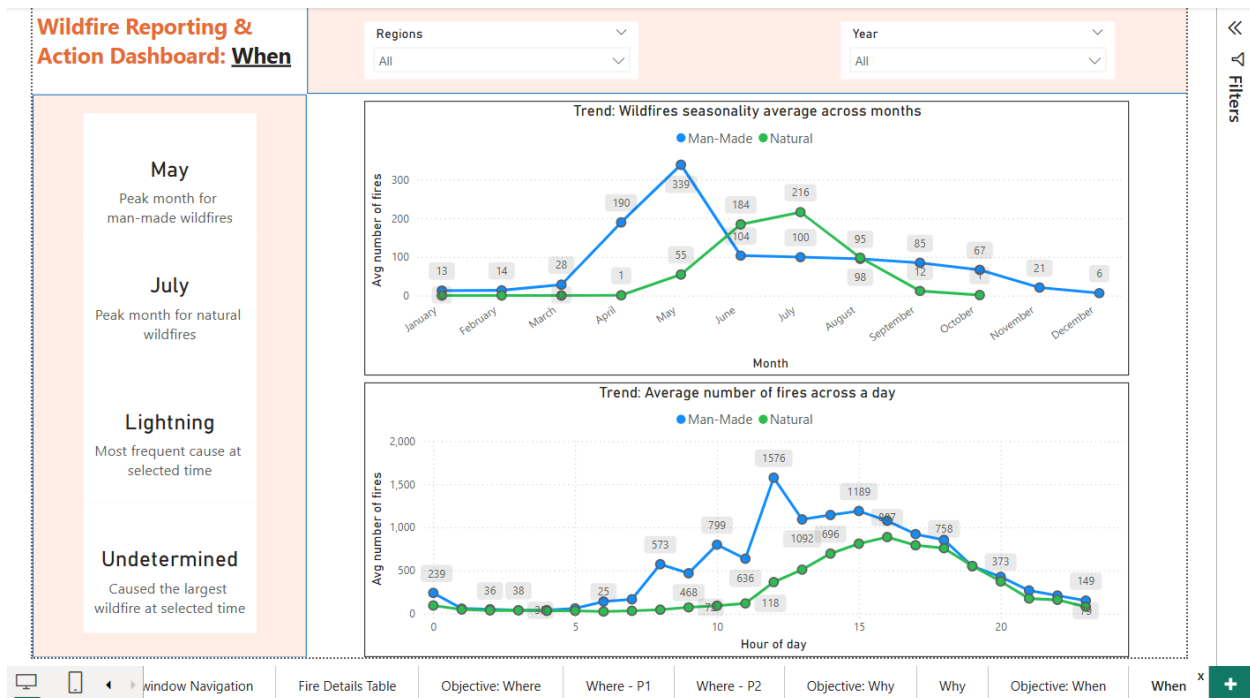 Wildfire Reporting &
Action Dashboard: When
Regions
All
Year
All
Filters
May
Peak month for
man-made wildfires
July
Peak month for natural
wildfires
Lightning
Most frequent cause at
selected time
Undetermined
Caused the largest
wildfire at selected time
Trend: Wildfires seasonality average across months
Man-Made Natural
Avg number of fires
300
200
100
0
13
14
28
190
339
104
100
95
85
67
21
6
1
55
184
216
98
12
January
February
March
April
May
June
July
August
September
October
November
December
Month
Trend: Average number of fires across a day
Man-Made Natural
Avg number of fires
2,000
1,500
1,000
500
0
239
36
38
25
573
468
799
636
1576
1092
696
1189
118
758
373
149
0
5
10
15
20
Hour of day
window Navigation
Fire Details Table
Objective: Where
Where - P1
Where - P2
Objective: Why
Why
Objective: When
When
x
+